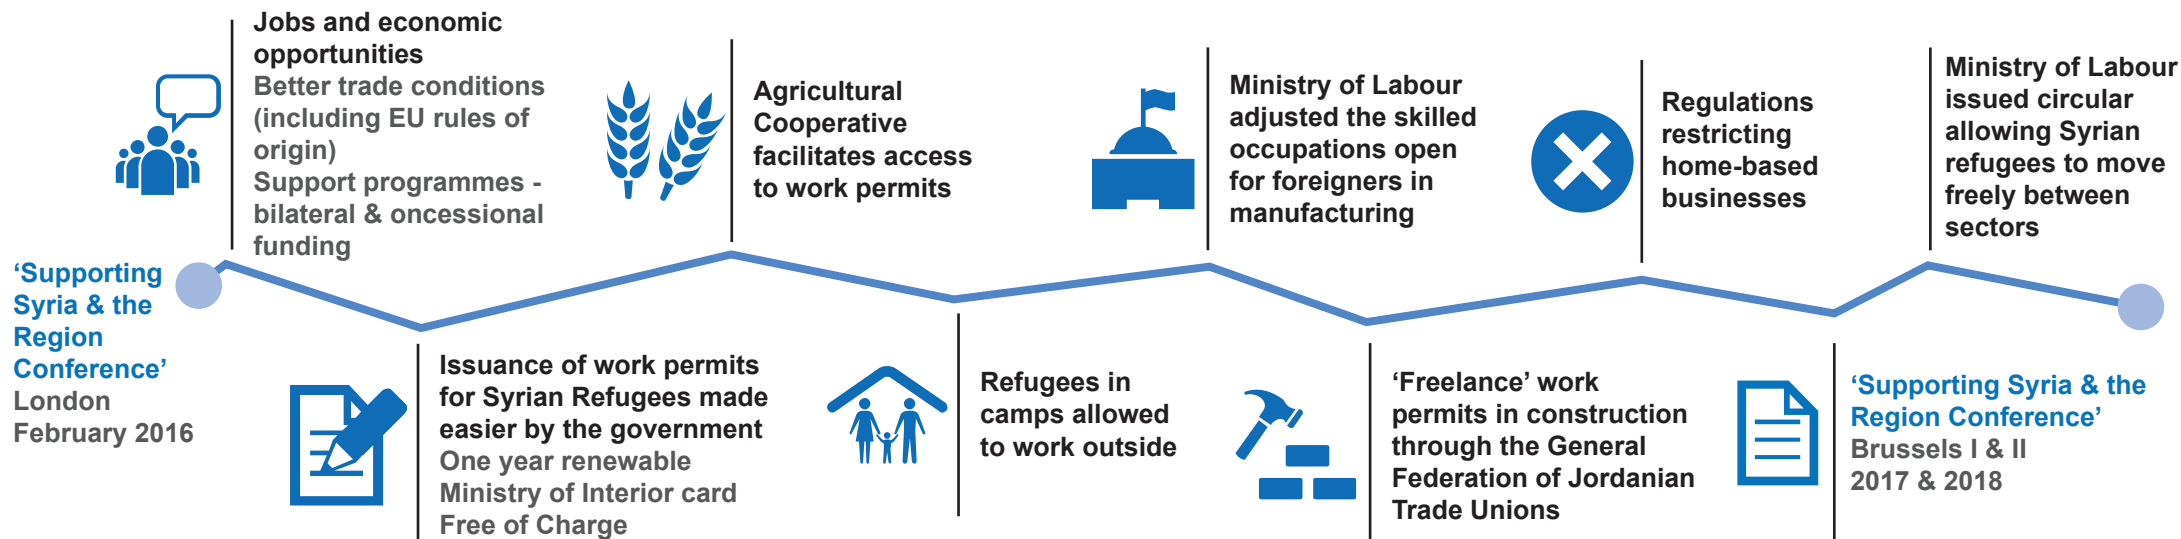 ‘Supporting
Syria & the
Region
Conference’
London
February 2016
Jobs and economic
opportunities
Better trade conditions
(including EU rules of
origin)
Support programmes -
bilateral & oncessional
funding
Issuance of work permits
for Syrian Refugees made
easier by the government
One year renewable
Ministry of Interior card
Free of Charge
Agricultural
Cooperative
facilitates access
to work permits
Refugees in
camps allowed
to work outside
Ministry of Labour
adjusted the skilled
occupations open
for foreigners in
manufacturing
‘Freelance’ work
permits in construction
through the General
Federation of Jordanian
Trade Unions
Regulations
restricting
home-based
businesses
‘Supporting Syria & the
Region Conference’
Brussels I & II
2017 & 2018
Ministry of Labour
issued circular
allowing Syrian
refugees to move
freely between
sectors